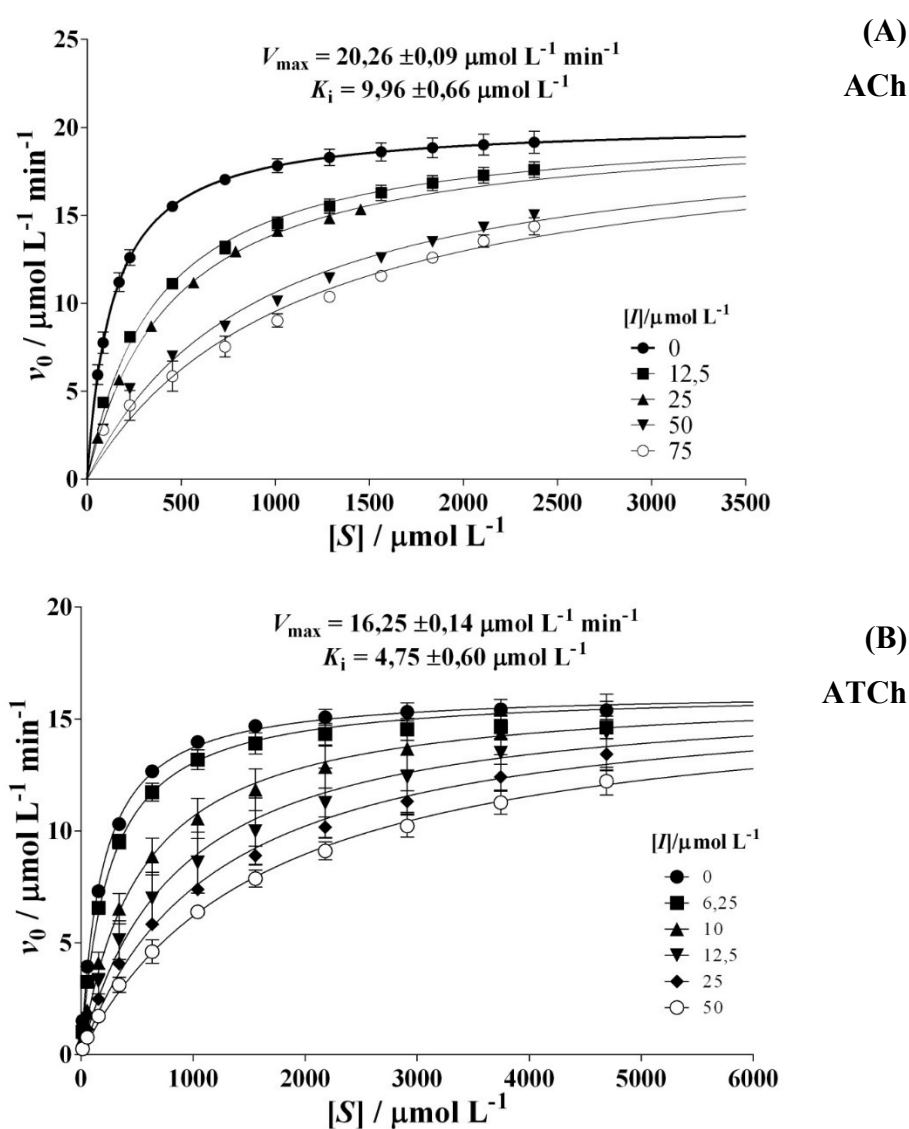 (A)
ACh
V_max = 20,26 ±0,09 µmol L⁻¹ min⁻¹
K_i = 9,96 ±0,66 µmol L⁻¹
v₀ / µmol L⁻¹ min⁻¹
25
20
15
10
5
0
[I]/µmol L⁻¹
0
12,5
25
50
75
0 500 1000 1500 2000 2500 3000 3500
[S] / µmol L⁻¹
(B)
ATCh
V_max = 16,25 ±0,14 µmol L⁻¹ min⁻¹
K_i = 4,75 ±0,60 µmol L⁻¹
v₀ / µmol L⁻¹ min⁻¹
20
15
10
5
0
[I]/µmol L⁻¹
0
6,25
10
12,5
25
50
0 1000 2000 3000 4000 5000 6000
[S] / µmol L⁻¹